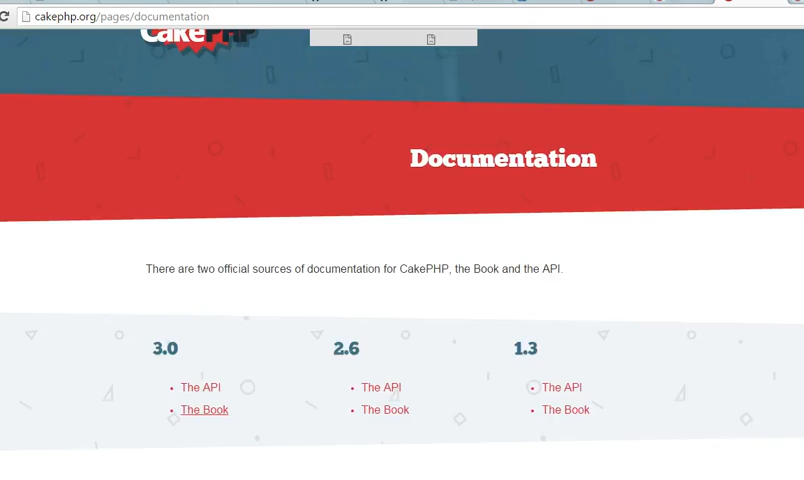 cakephp.org/pages/documentation
CakePHP
Documentation
There are two official sources of documentation for CakePHP, the Book and the API.
3.0
The API
The Book
2.6
The API
The Book
1.3
The API
The Book